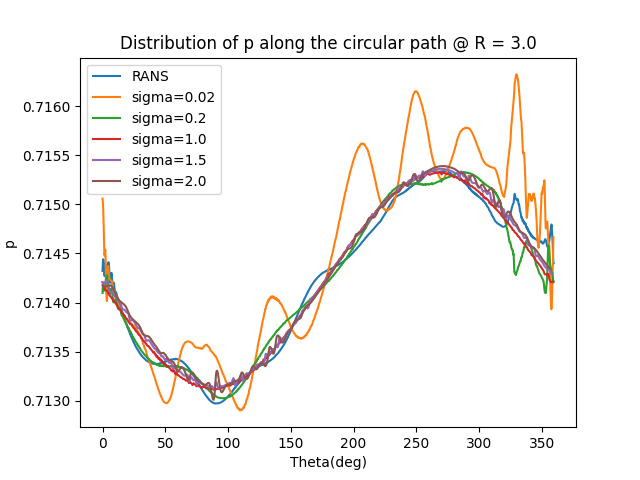 Distribution of p along the circular path @ R = 3.0
RANS
sigma=0.02
sigma=0.2
sigma=1.0
sigma=1.5
sigma=2.0
0.7160
0.7155
0.7150
0.7145
0.7140
0.7135
0.7130
p
0 50 100 150 200 250 300 350
Theta(deg)